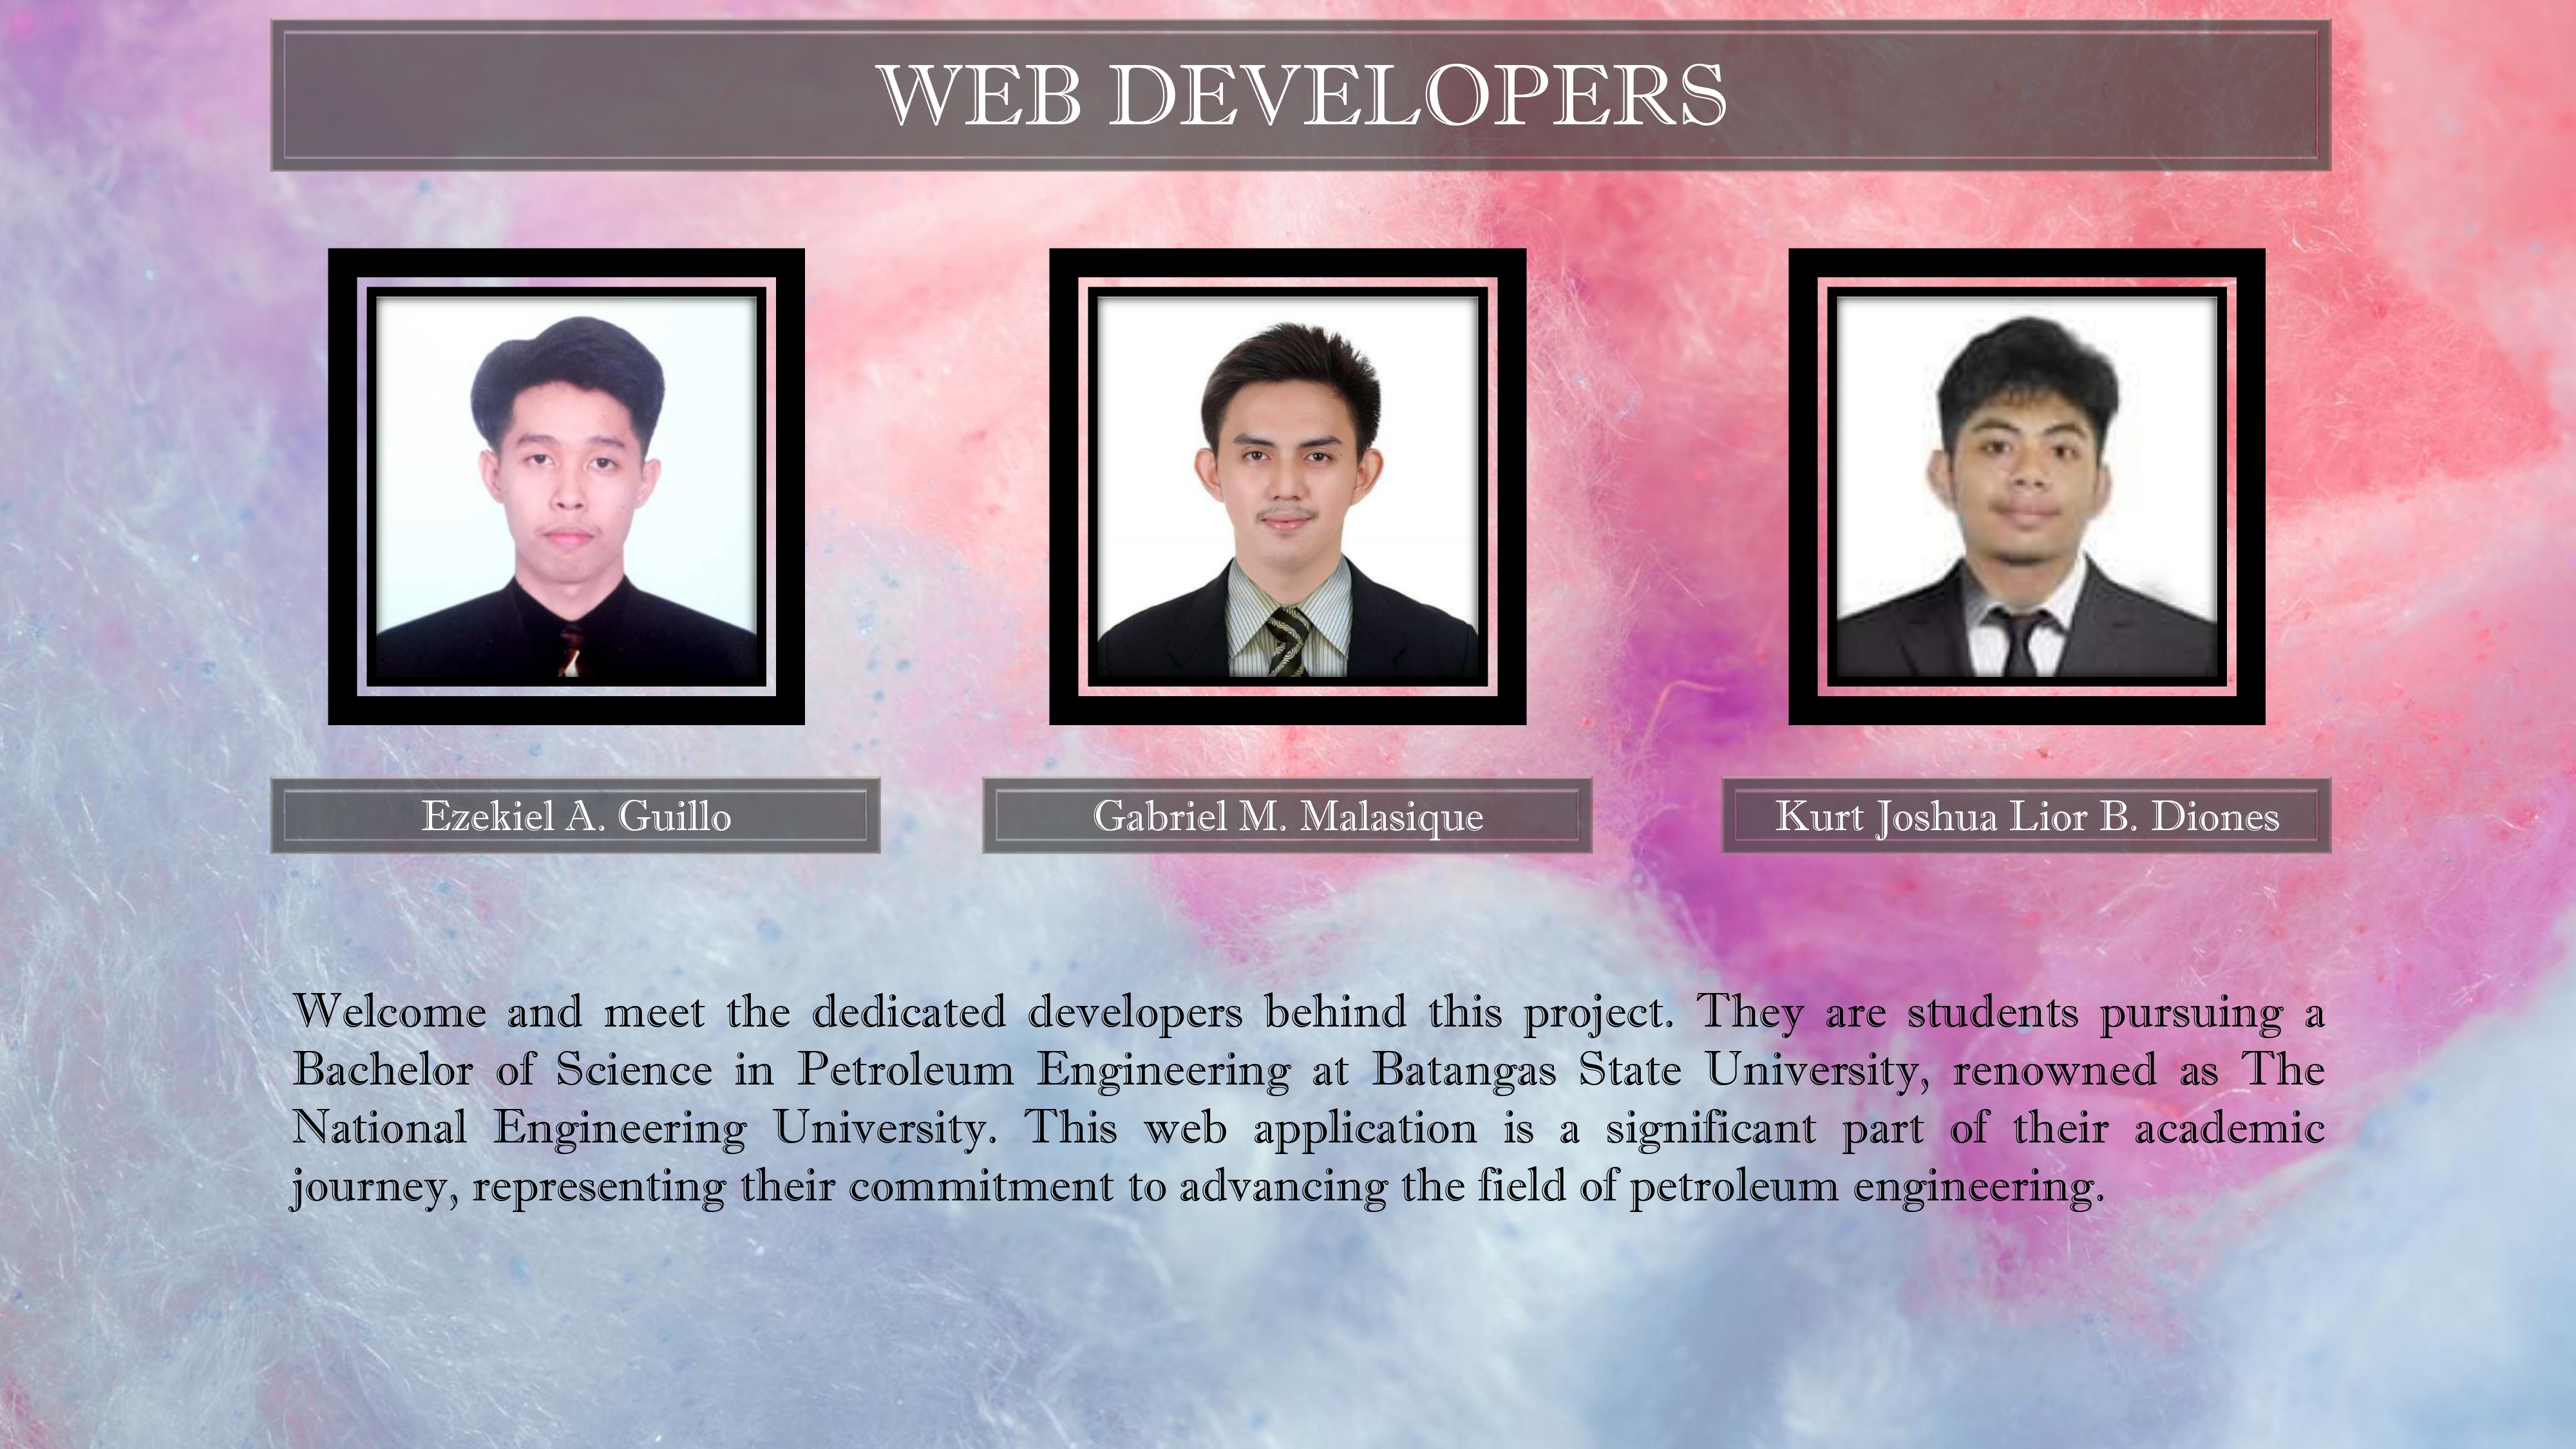 WEB DEVELOPERS
Ezekiel A. Guillo
Gabriel M. Malasique
Kurt Joshua Lior B. Diones
Welcome and meet the dedicated developers behind this project. They are students pursuing a
Bachelor of Science in Petroleum Engineering at Batangas State University, renowned as The
National Engineering University. This web application is a significant part of their academic
journey, representing their commitment to advancing the field of petroleum engineering.